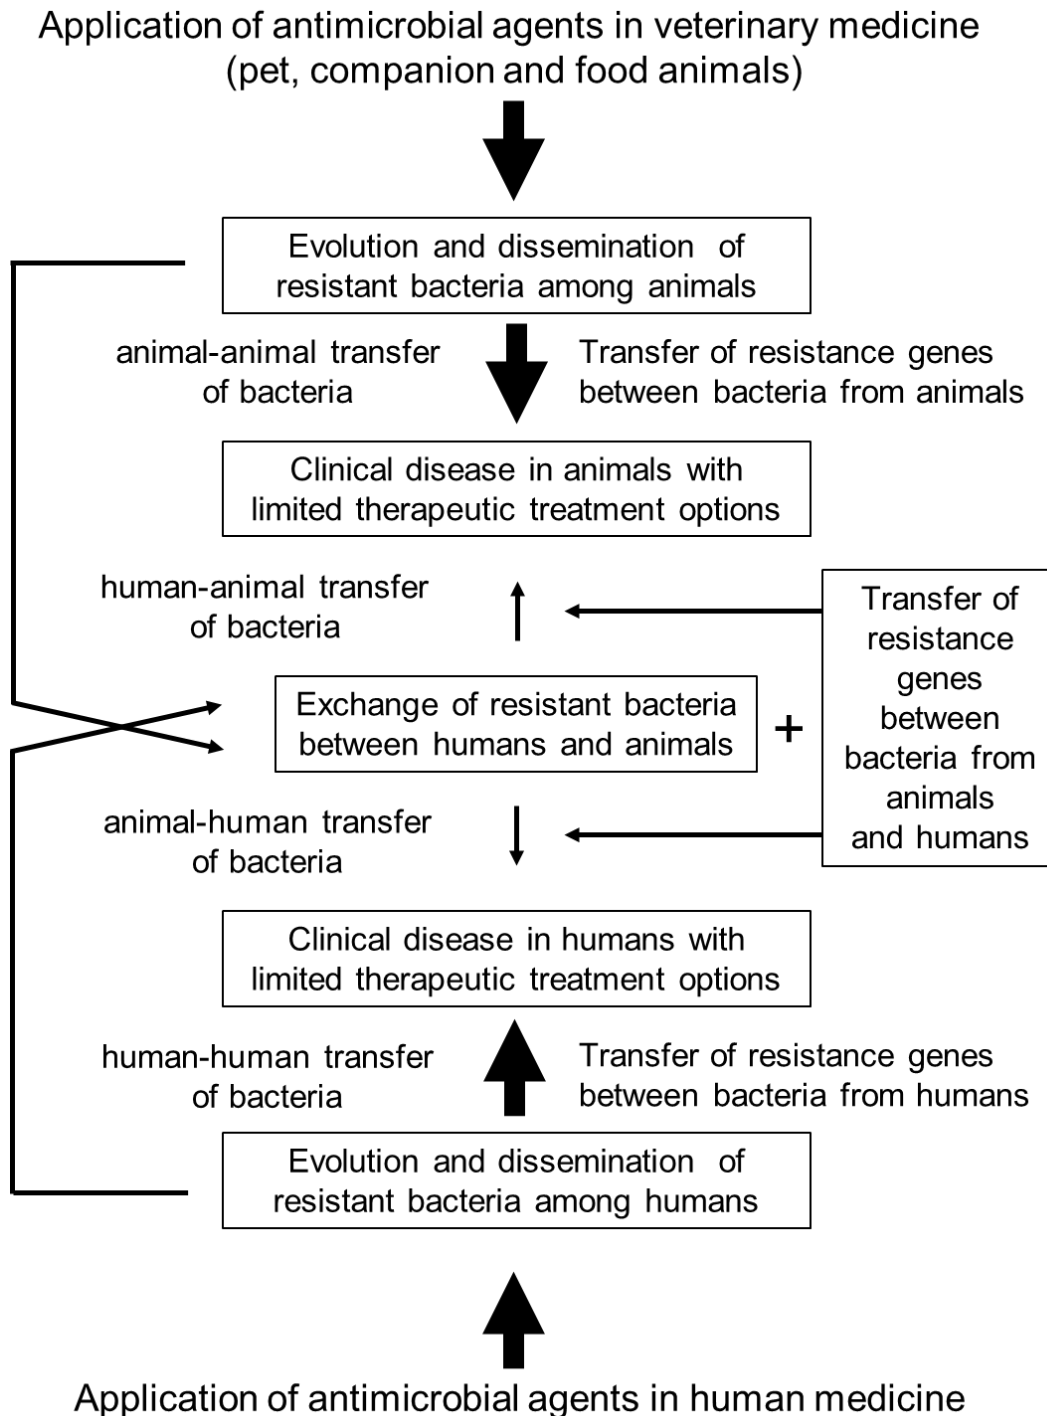 Application of antimicrobial agents in veterinary medicine
(pet, companion and food animals)
Evolution and dissemination of
resistant bacteria among animals
animal-animal transfer
of bacteria
Transfer of resistance genes
between bacteria from animals
Clinical disease in animals with
limited therapeutic treatment options
human-animal transfer
of bacteria
Exchange of resistant bacteria
between humans and animals
+
Transfer of
resistance
genes
between
bacteria from
animals
and humans
animal-human transfer
of bacteria
Clinical disease in humans with
limited therapeutic treatment options
human-human transfer
of bacteria
Transfer of resistance genes
between bacteria from humans
Evolution and dissemination of
resistant bacteria among humans
Application of antimicrobial agents in human medicine